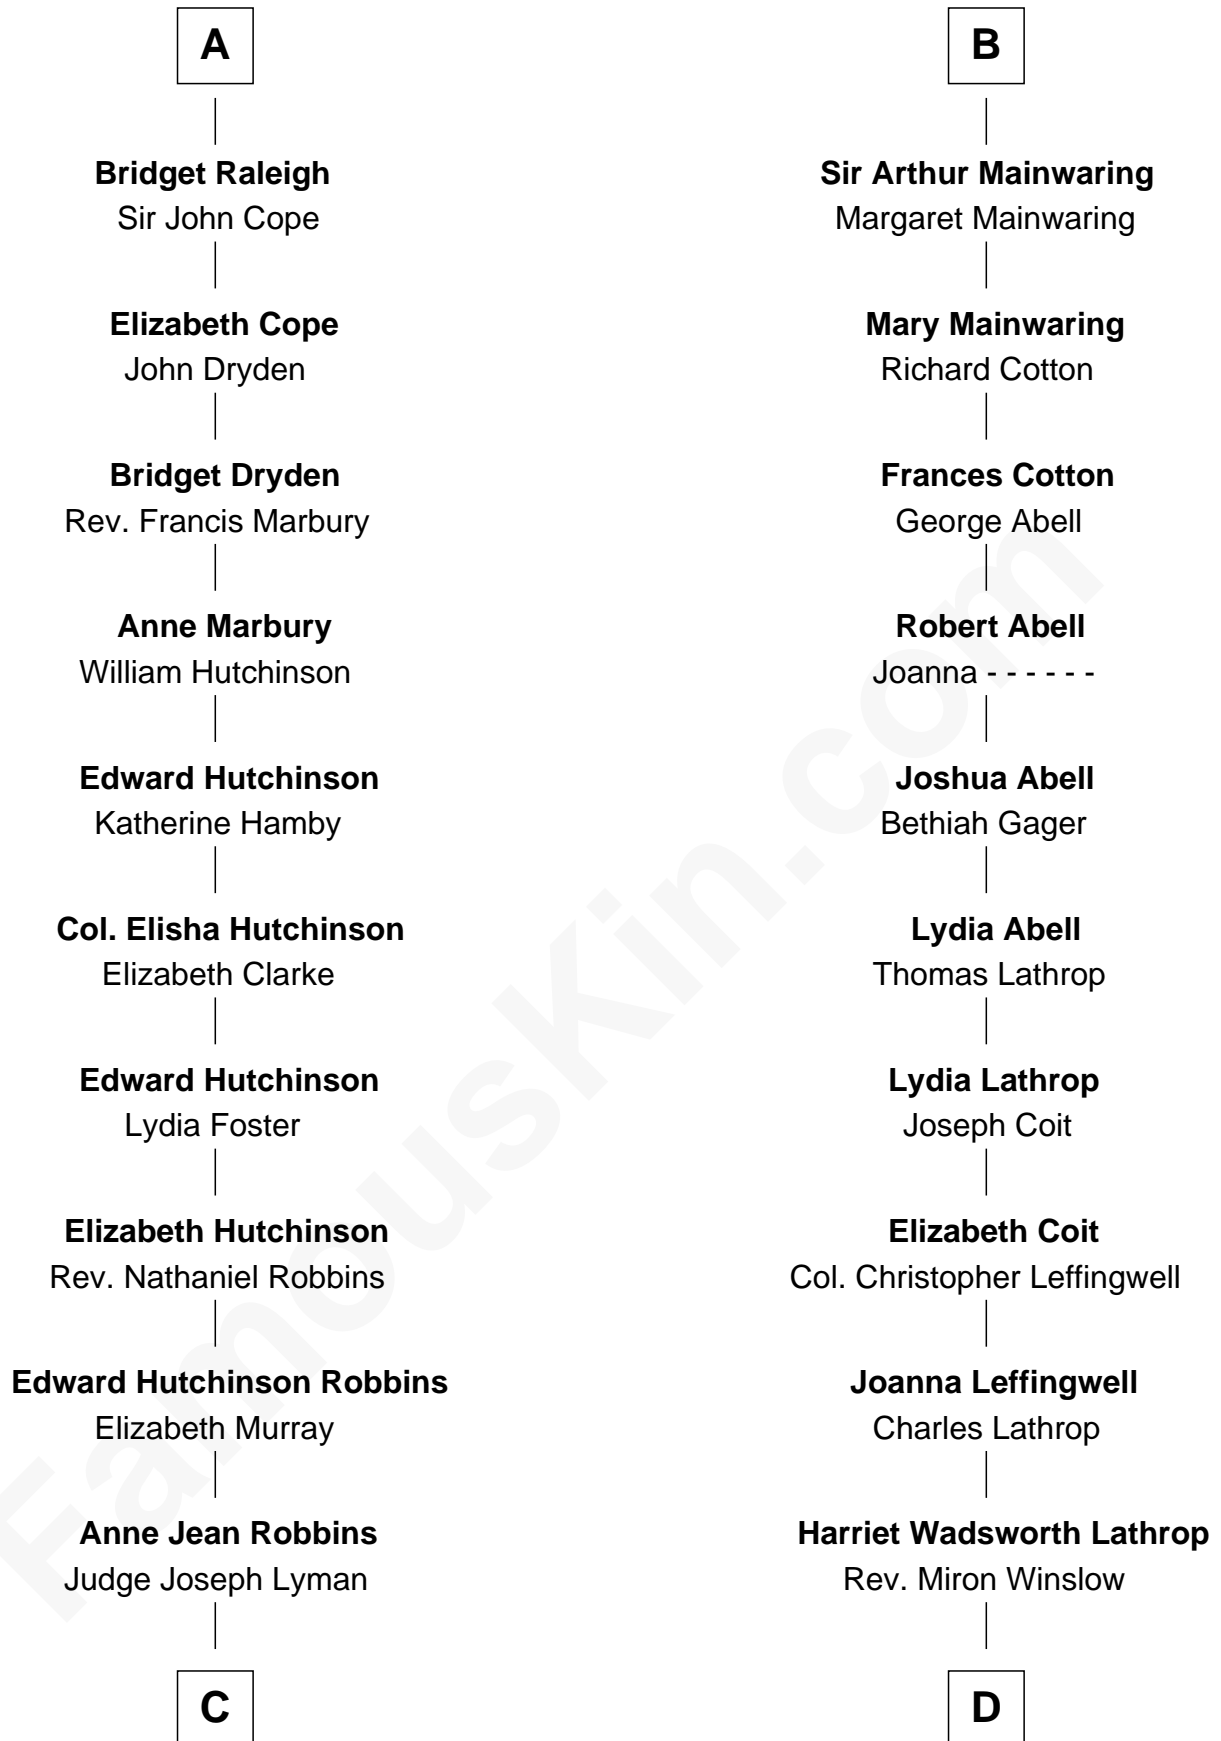 A
Bridget Raleigh
Sir John Cope
Elizabeth Cope
John Dryden
Bridget Dryden
Rev. Francis Marbury
Anne Marbury
William Hutchinson
Edward Hutchinson
Katherine Hamby
Col. Elisha Hutchinson
Elizabeth Clarke
Edward Hutchinson
Lydia Foster
Elizabeth Hutchinson
Rev. Nathaniel Robbins
Edward Hutchinson Robbins
Elizabeth Murray
Anne Jean Robbins
Judge Joseph Lyman
C
B
Sir Arthur Mainwaring
Margaret Mainwaring
Mary Mainwaring
Richard Cotton
Frances Cotton
George Abell
Robert Abell
Joanna - - - - - -
Joshua Abell
Bethiah Gager
Lydia Abell
Thomas Lathrop
Lydia Lathrop
Joseph Coit
Elizabeth Coit
Col. Christopher Leffingwell
Joanna Leffingwell
Charles Lathrop
Harriet Wadsworth Lathrop
Rev. Miron Winslow
D
FamousKin.com